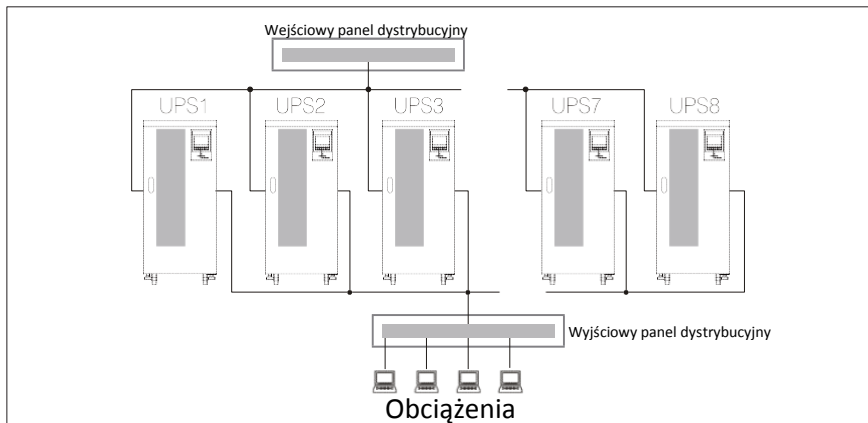 Wejściowy panel dystrybucyjny
UPS1 UPS2 UPS3 UPS7 UPS8
Wyjściowy panel dystrybucyjny
Obciążenia